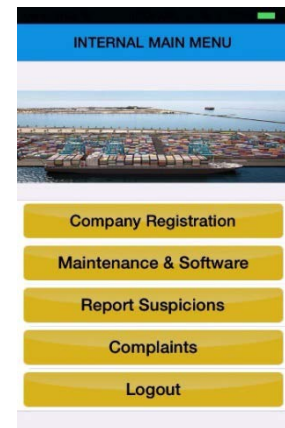 INTERNAL MAIN MENU
Company Registration
Maintenance & Software
Report Suspicions
Complaints
Logout